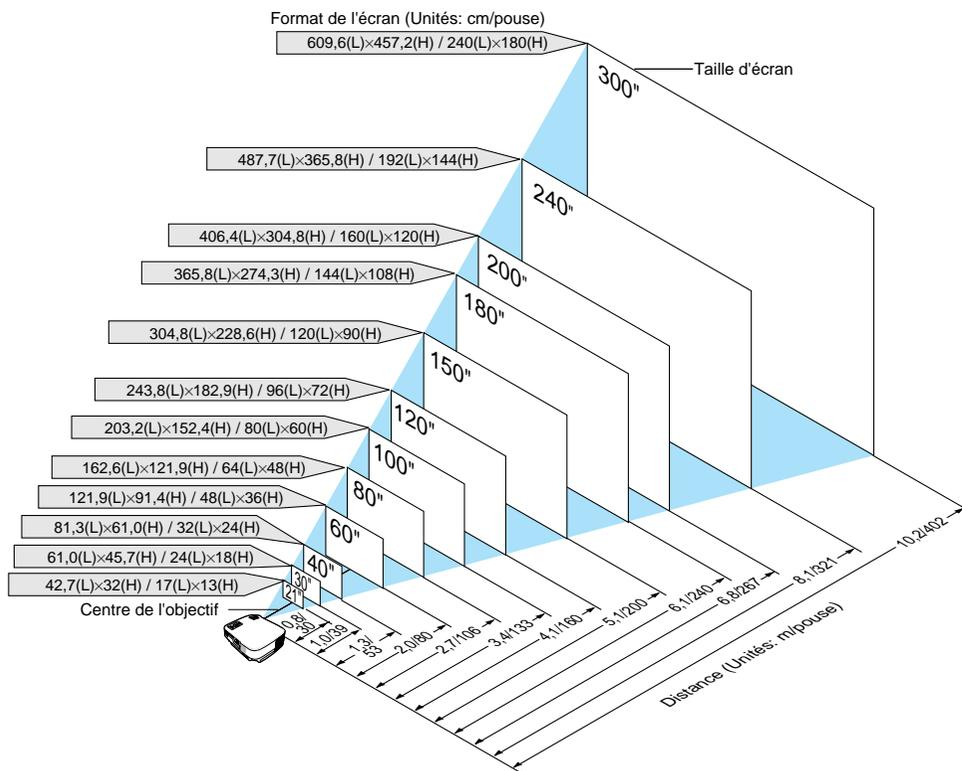 Format de l'écran (Unités: cm/pouse)
609,6(L)×457,2(H) / 240(L)×180(H)
Taille d'écran
300"
487,7(L)×365,8(H) / 192(L)×144(H)
240"
406,4(L)×304,8(H) / 160(L)×120(H)
200"
365,8(L)×274,3(H) / 144(L)×108(H)
180"
304,8(L)×228,6(H) / 120(L)×90(H)
150"
243,8(L)×182,9(H) / 96(L)×72(H)
120"
203,2(L)×152,4(H) / 80(L)×60(H)
100"
162,6(L)×121,9(H) / 64(L)×48(H)
80"
121,9(L)×91,4(H) / 48(L)×36(H)
60"
81,3(L)×61,0(H) / 32(L)×24(H)
40"
61,0(L)×45,7(H) / 24(L)×18(H)
30"
42,7(L)×32(H) / 17(L)×13(H)
21"
Centre de l'objectif
0,8/
30
1,0/39
1,3/
53
2,0/80
2,7/106
3,4/133
4,1/160
5,1/200
6,1/240
6,8/267
8,1/321
10,2/402
Distance (Unités: m/pouse)